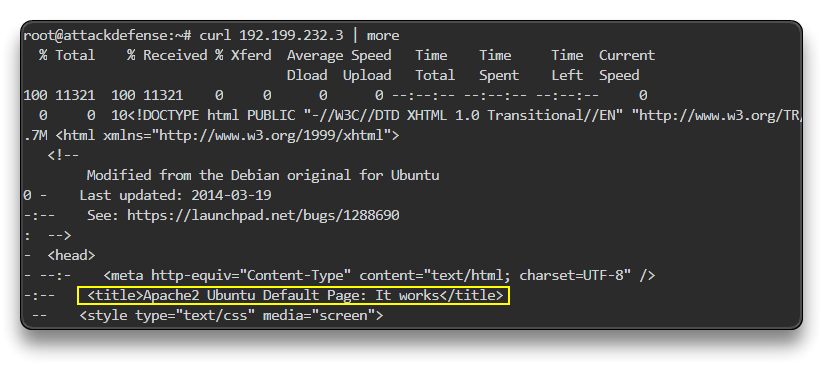 root@attackdefense:~# curl 192.199.232.3 | more
  % Total    % Received % Xferd  Average Speed   Time    Time     Time  Current
                                 Dload  Upload   Total   Spent    Left  Speed
100 11321  100 11321    0     0      0      0 --:--:-- --:--:-- --:--:--     0
  0     0  10<!DOCTYPE html PUBLIC "-//W3C//DTD XHTML 1.0 Transitional//EN" "http://www.w3.org/TR/
.7M <html xmlns="http://www.w3.org/1999/xhtml">
   <!--
        Modified from the Debian original for Ubuntu
0 -    Last updated: 2014-03-19
-:--    See: https://launchpad.net/bugs/1288690
:  -->
-  <head>
- --:-    <meta http-equiv="Content-Type" content="text/html; charset=UTF-8" />
-:--    <title>Apache2 Ubuntu Default Page: It works</title>
 --    <style type="text/css" media="screen">